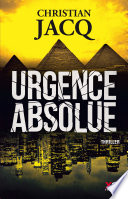 CHRISTIAN
JACQ
URGENCE
ABSOLUE
THRILLER